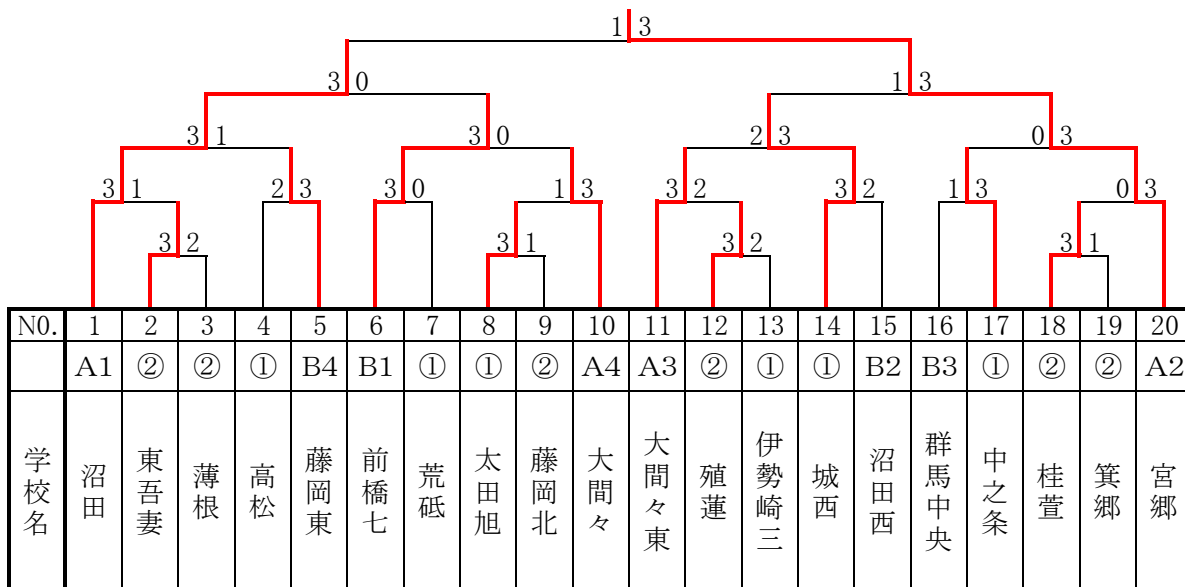 1 3
3 0 1 3
3 1 3 0 2 3 0 3
3 1 2 3 3 0 1 3 3 2 3 2 1 3 0 3
3 2 3 1 3 2 3 1
N0. 1 2 3 4 5 6 7 8 9 10 11 12 13 14 15 16 17 18 19 20
A1 ② ② ① B4 B1 ① ① ② A4 A3 ② ① ① B2 B3 ① ② ② A2
学校名 沼田 東吾妻 薄根 高松 藤岡東 前橋七 荒砥 太田旭 藤岡北 大間々 大間々東 殖蓮 伊勢崎三 城西 沼田西 群馬中央 中之条 桂萱 箕郷 宮郷